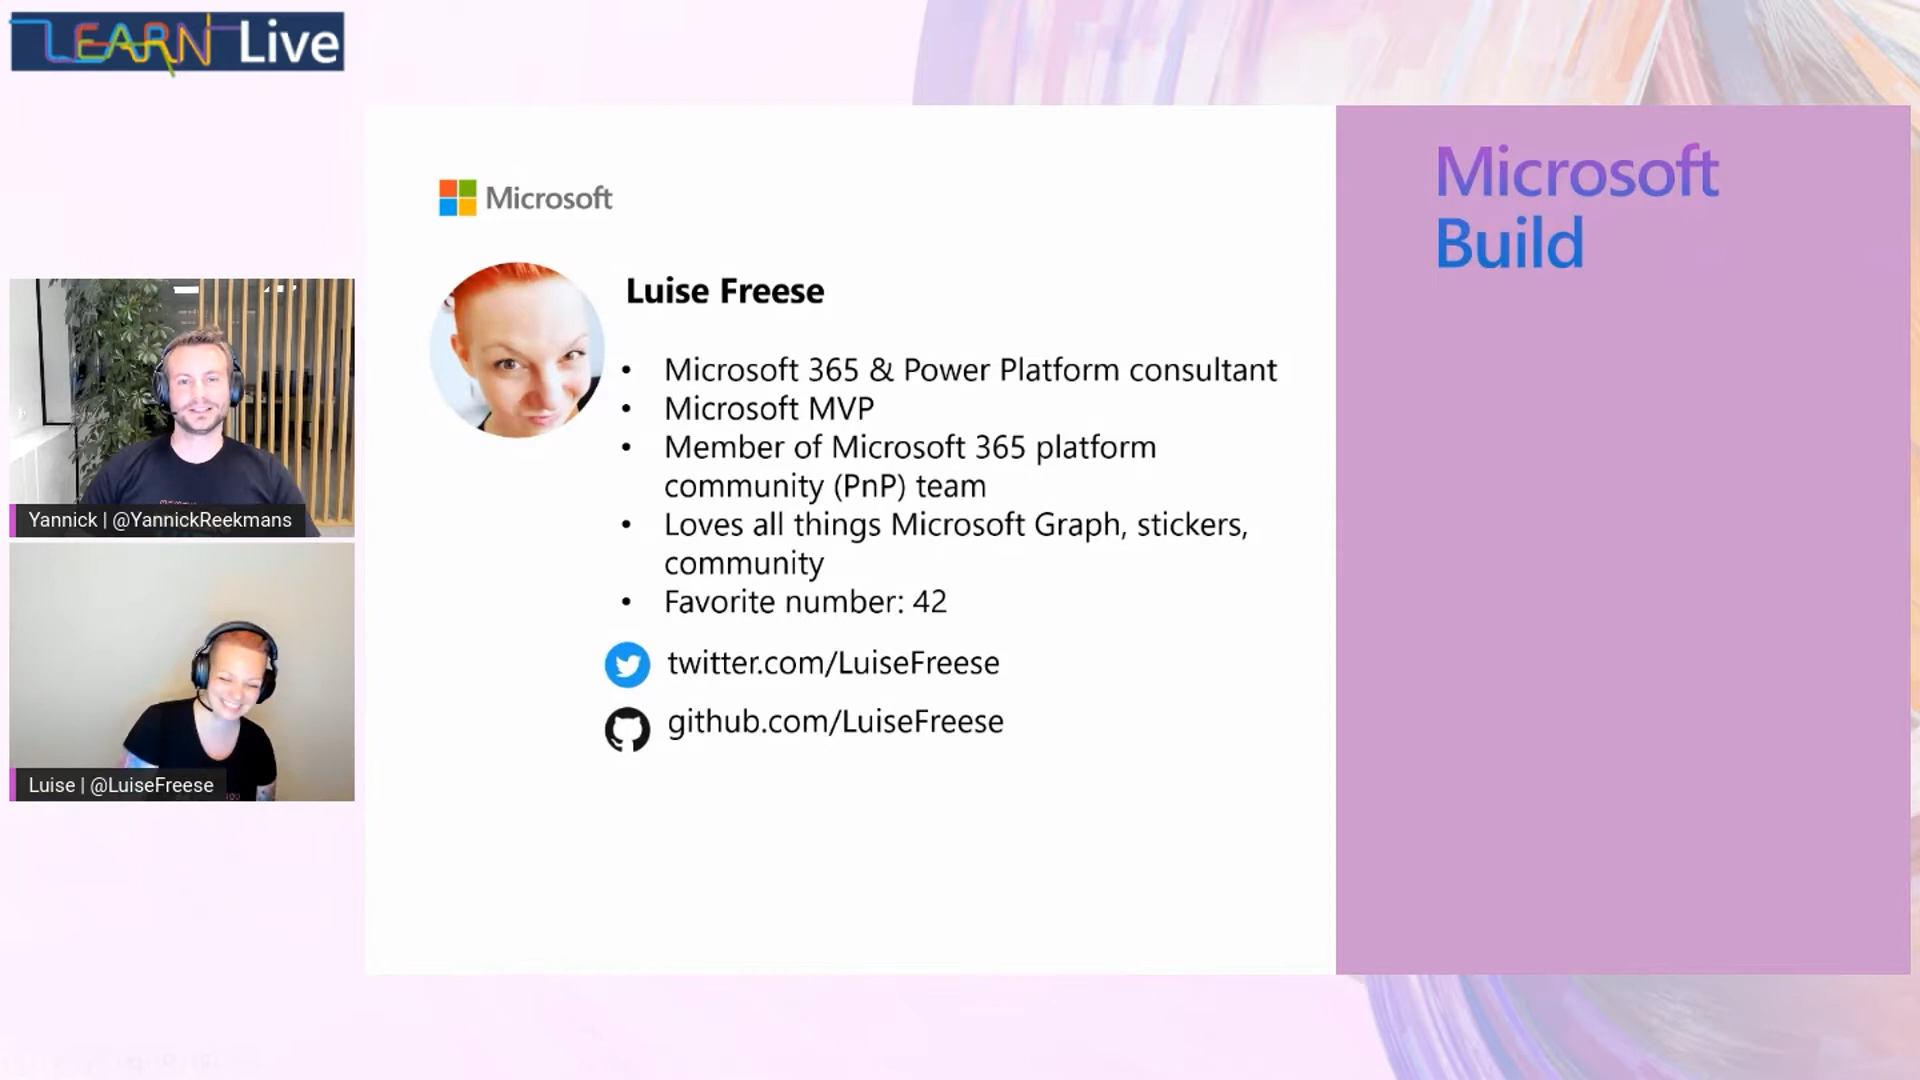 LEARN Live
Microsoft
Build
Microsoft
Luise Freese
• Microsoft 365 & Power Platform consultant
• Microsoft MVP
• Member of Microsoft 365 platform
community (PnP) team
• Loves all things Microsoft Graph, stickers,
community
• Favorite number: 42
twitter.com/LuiseFreese
github.com/LuiseFreese
Yannick | @YannickReekmans
Luise | @LuiseFreese